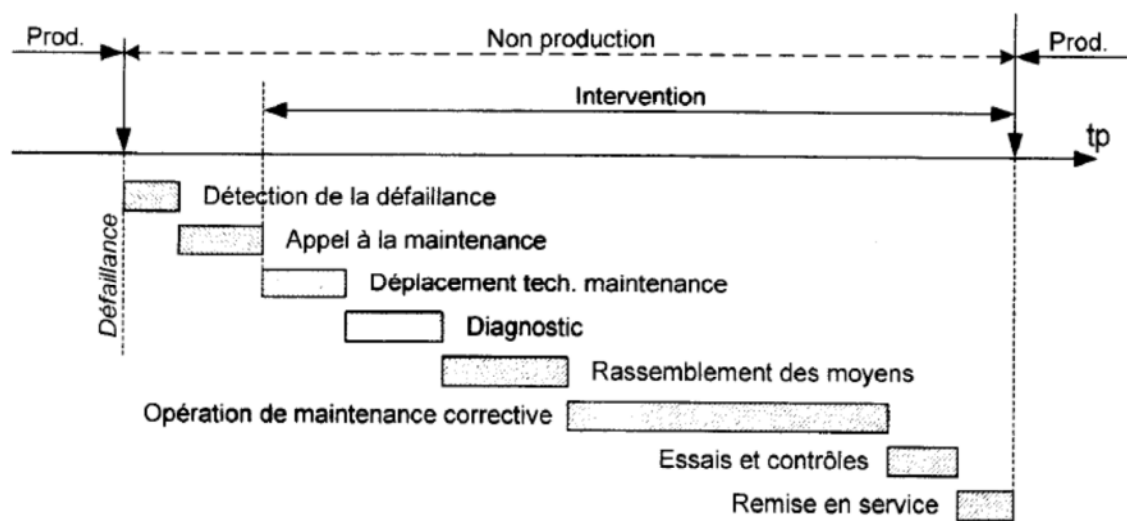 Prod.
Non production
Prod.
Intervention
tp
Détection de la défaillance
Défaillance
Appel à la maintenance
Déplacement tech. maintenance
Diagnostic
Rassemblement des moyens
Opération de maintenance corrective
Essais et contrôles
Remise en service